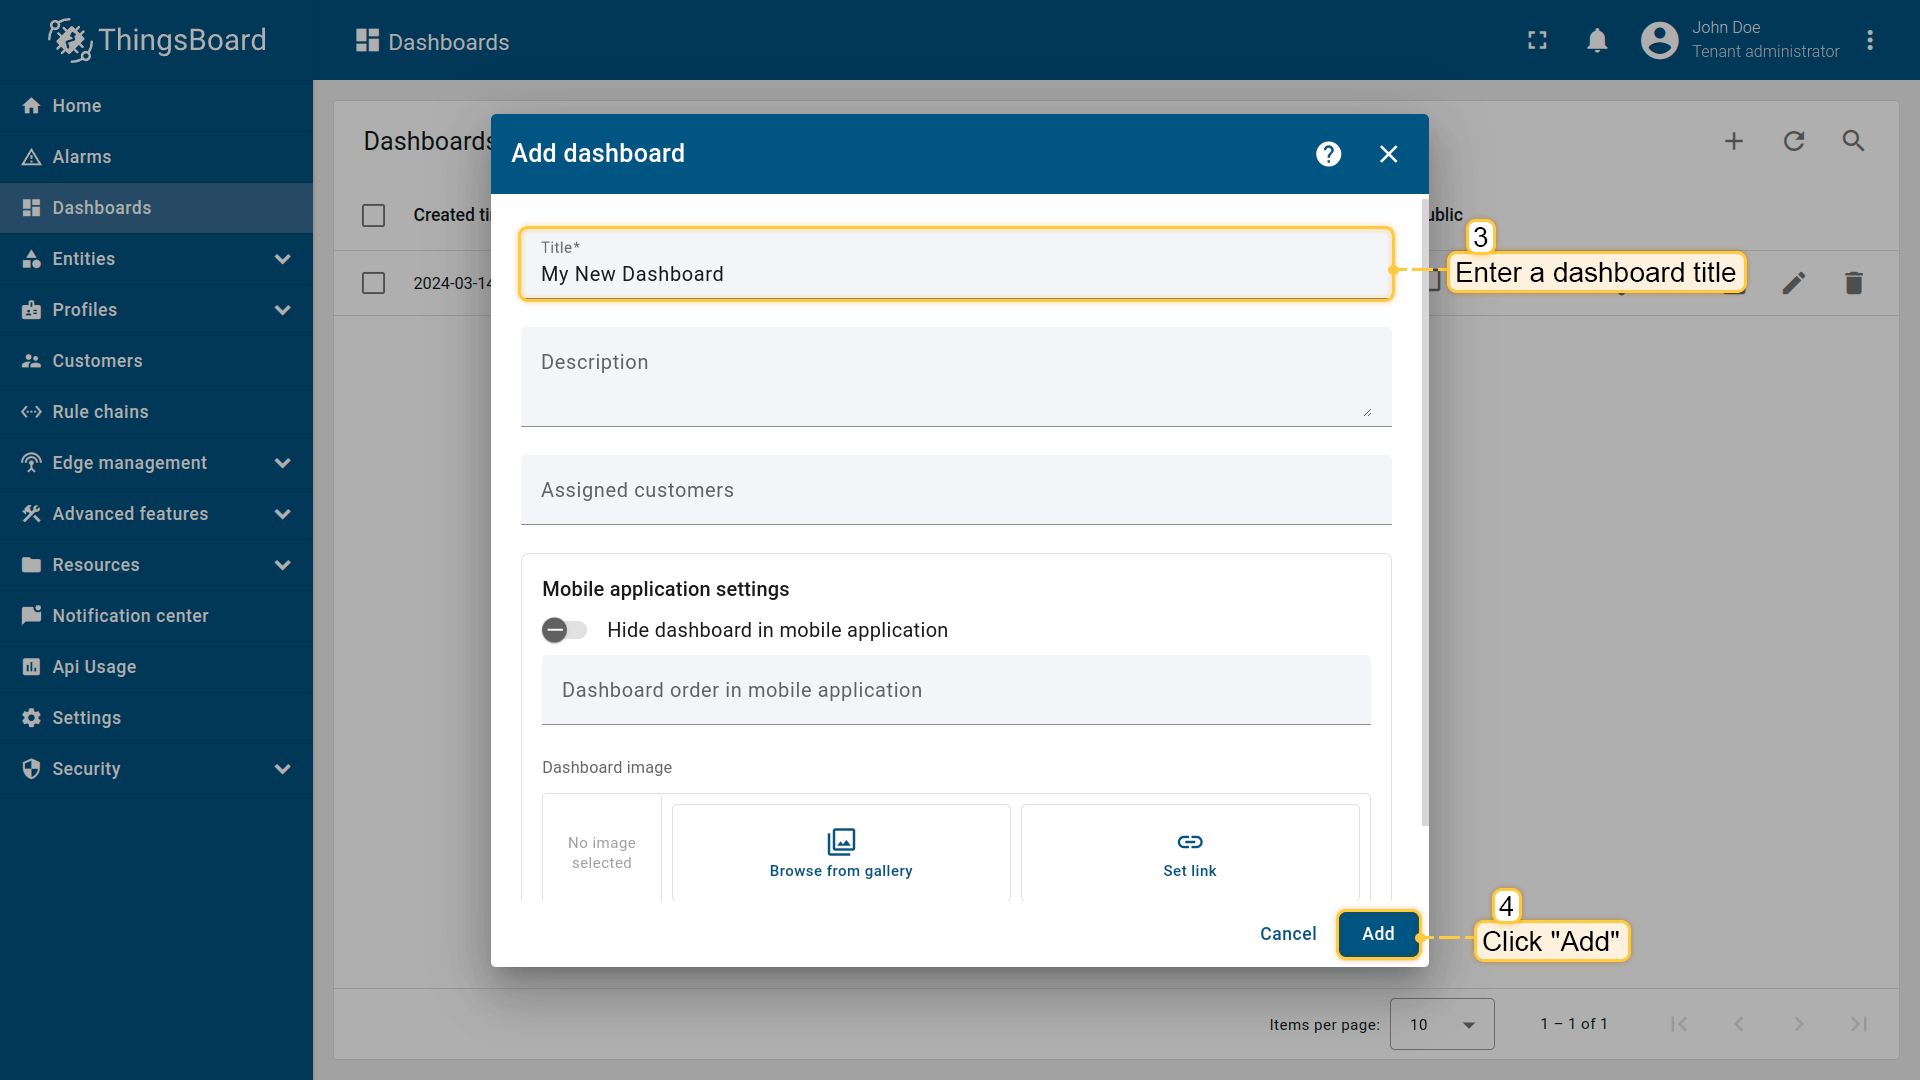 ThingsBoard
Dashboards
John Doe
Tenant administrator
Home
Alarms
Dashboards
Entities
Profiles
Customers
Rule chains
Edge management
Advanced features
Resources
Notification center
Api Usage
Settings
Security
Dashboards
Created ti
ublic
2024-03-14
Add dashboard
Title*
My New Dashboard
Description
Assigned customers
Mobile application settings
Hide dashboard in mobile application
Dashboard order in mobile application
Dashboard image
No image
selected
Browse from gallery
Set link
Cancel
Add
3
Enter a dashboard title
4
Click "Add"
Items per page:
10
1 – 1 of 1